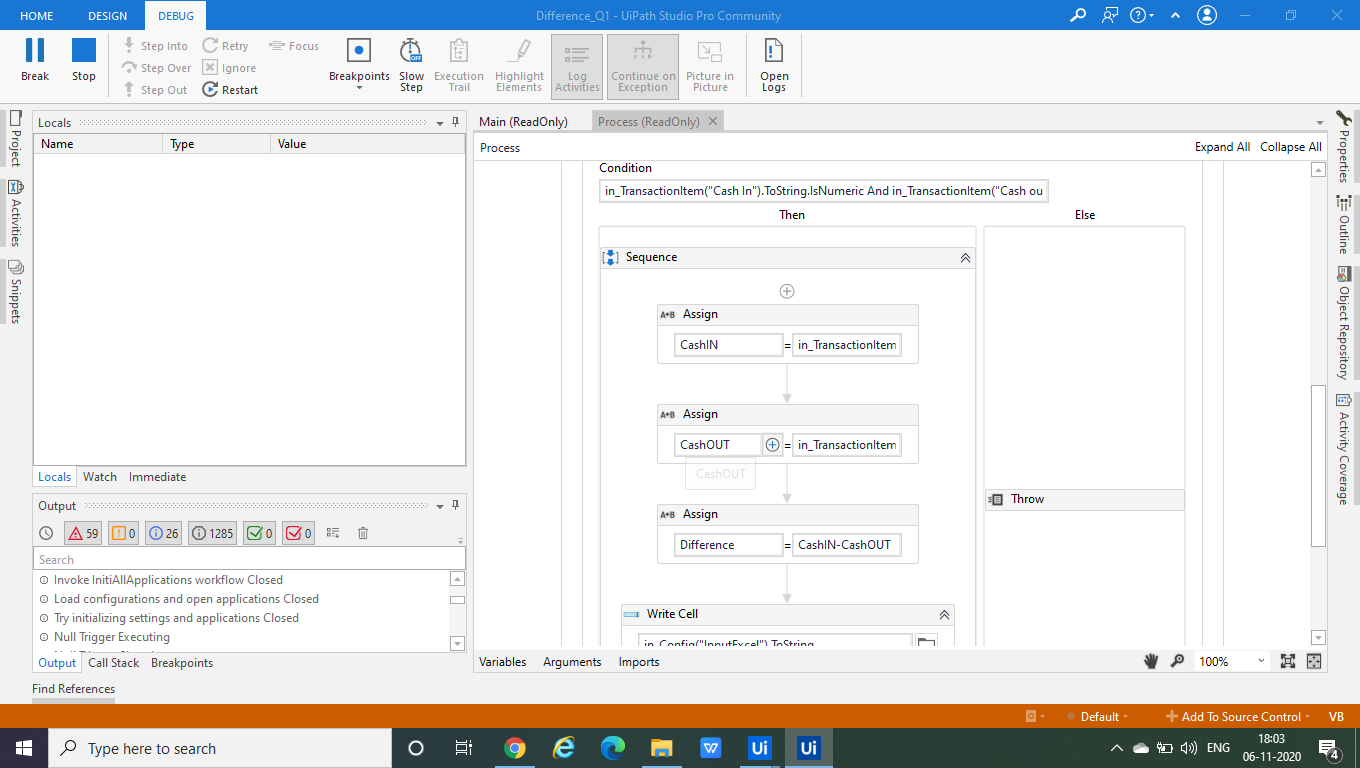 HOME DESIGN DEBUG Difference_Q1 - UiPath Studio Pro Community
Break Stop Step Into Step Over Step Out Retry Ignore Restart Focus Breakpoints Slow Step Execution Trail Highlight Elements Log Activities Continue on Exception Picture in Picture Open Logs
Project
Activities
Snippets
Locals
Name Type Value
Locals Watch Immediate
Output
59 0 26 1285 0 0
Search
Invoke InitiAllApplications workflow Closed
Load configurations and open applications Closed
Try initializing settings and applications Closed
Null Trigger Executing
Output Call Stack Breakpoints
Find References
Main (ReadOnly) Process (ReadOnly)
Process Expand All Collapse All
Condition
in_TransactionItem("Cash In").ToString.IsNumeric And in_TransactionItem("Cash ou
Then Else
Sequence
Assign
CashIN = in_TransactionItem
Assign
CashOUT = in_TransactionItem
CashOUT
Assign
Difference = CashIN-CashOUT
Throw
Write Cell
in_Config("InputExcel").ToString
Variables Arguments Imports 100%
Properties
Outline
Object Repository
Activity Coverage
Default Add To Source Control VB
Type here to search
Ui Ui
ENG
18:03
06-11-2020
4